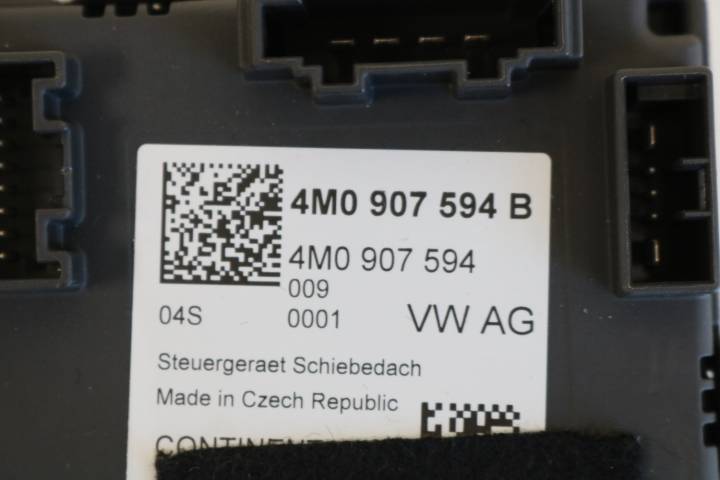 4M0 907 594 B
4M0 907 594
009
04S 0001 VW AG
Steuergeraet Schiebedach
Made in Czech Republic